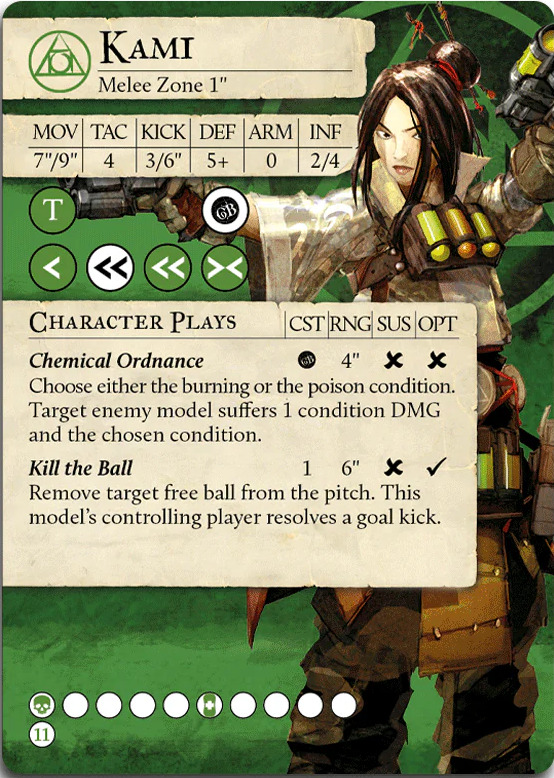 Kami
Melee Zone 1"
MOV TAC KICK DEF ARM INF
7"/9" 4 3/6" 5+ 0 2/4
T GB
< << << ><
Character Plays CST RNG SUS OPT
Chemical Ordnance GB 4" ✘ ✘
Choose either the burning or the poison condition.
Target enemy model suffers 1 condition DMG
and the chosen condition.
Kill the Ball 1 6" ✘ ✓
Remove target free ball from the pitch. This
model's controlling player resolves a goal kick.
11